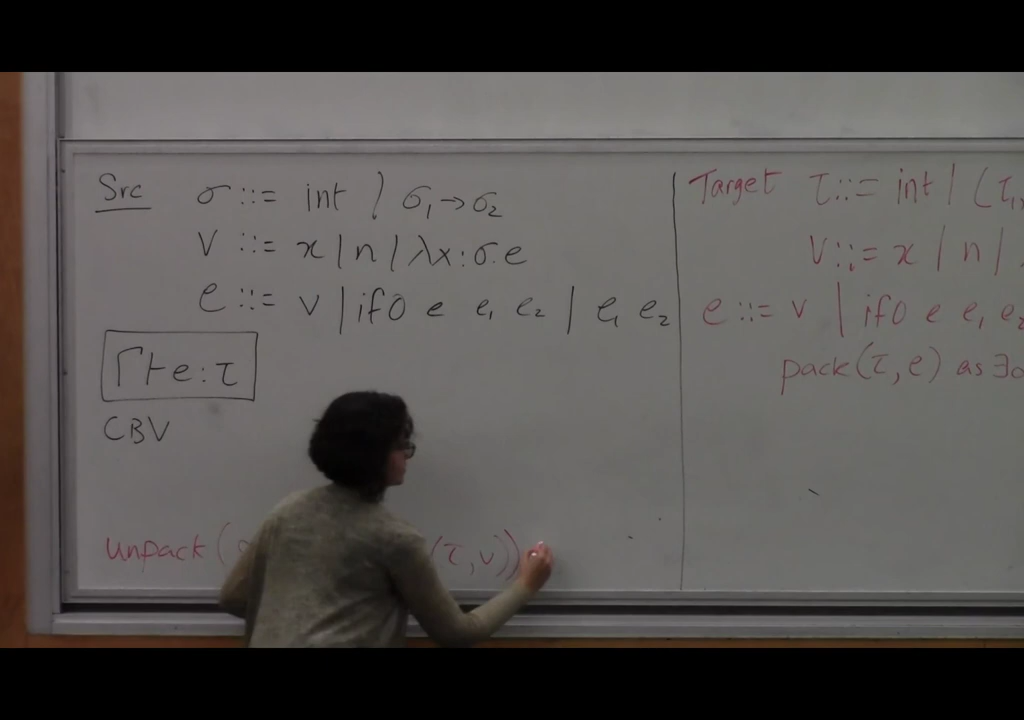 Src σ ::= int | σ₁→σ₂
v ::= x | n | λx:σ.e
e ::= v | if0 e e₁ e₂ | e₁ e₂
Γ⊢e:τ
CBV
unpack ( (τ,v))
Target τ::= int | (τ₁,
v::= x | n |
e ::= v | if0 e e₁ e₂
pack(τ,e) as ∃